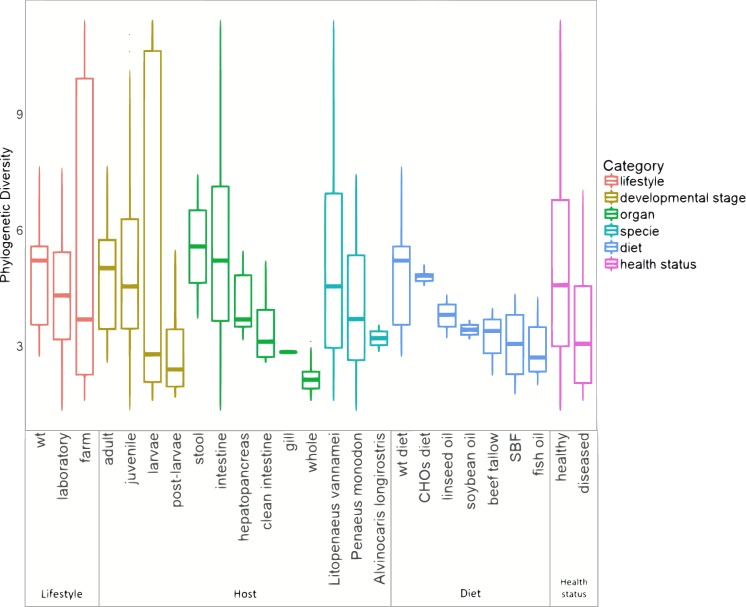 Phylogenetic Diversity
9
6
3
wt
laboratory
farm
adult
juvenile
larvae
post-larvae
stool
intestine
hepatopancreas
clean intestine
gill
whole
Litopenaeus vannamei
Penaeus monodon
Alvinocaris longirostris
wt diet
CHOs diet
linseed oil
soybean oil
beef tallow
SBF
fish oil
healthy
diseased
Lifestyle
Host
Diet
Health
status
Category
lifestyle
developmental stage
organ
specie
diet
health status